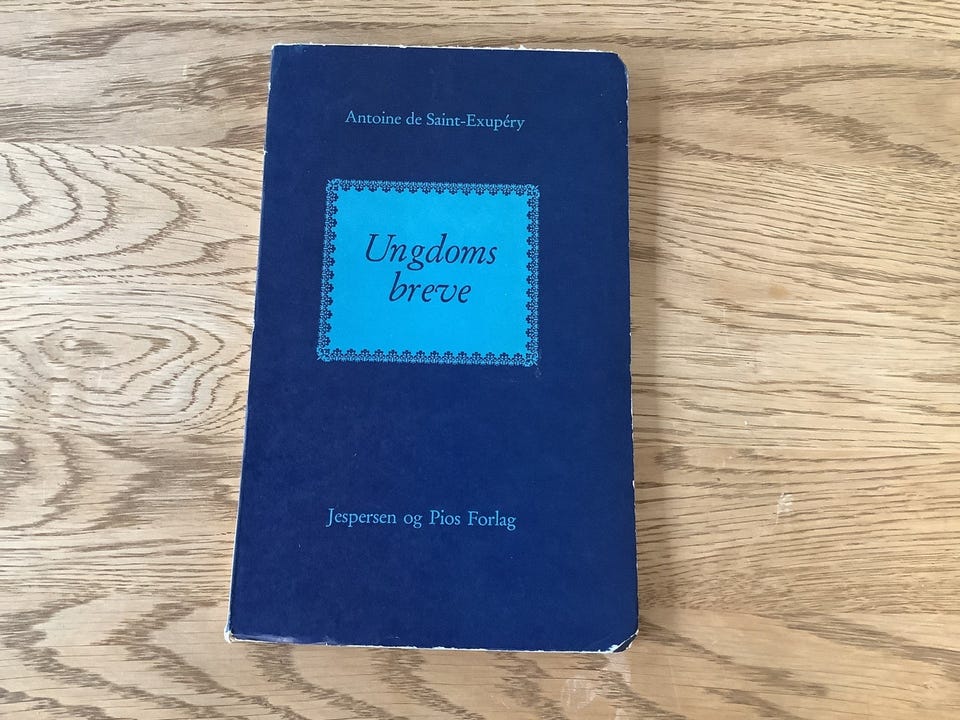 Antoine de Saint-Exupéry
Ungdoms
breve
Jespersen og Pios Forlag